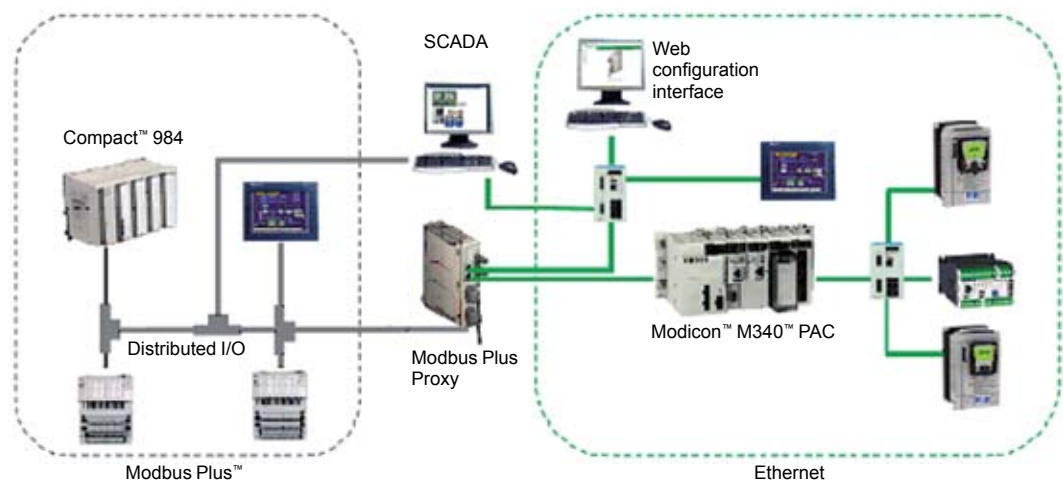 SCADA
Web
configuration
interface
Compact™ 984
Distributed I/O
Modbus Plus
Proxy
Modicon™ M340™ PAC
Modbus Plus™
Ethernet